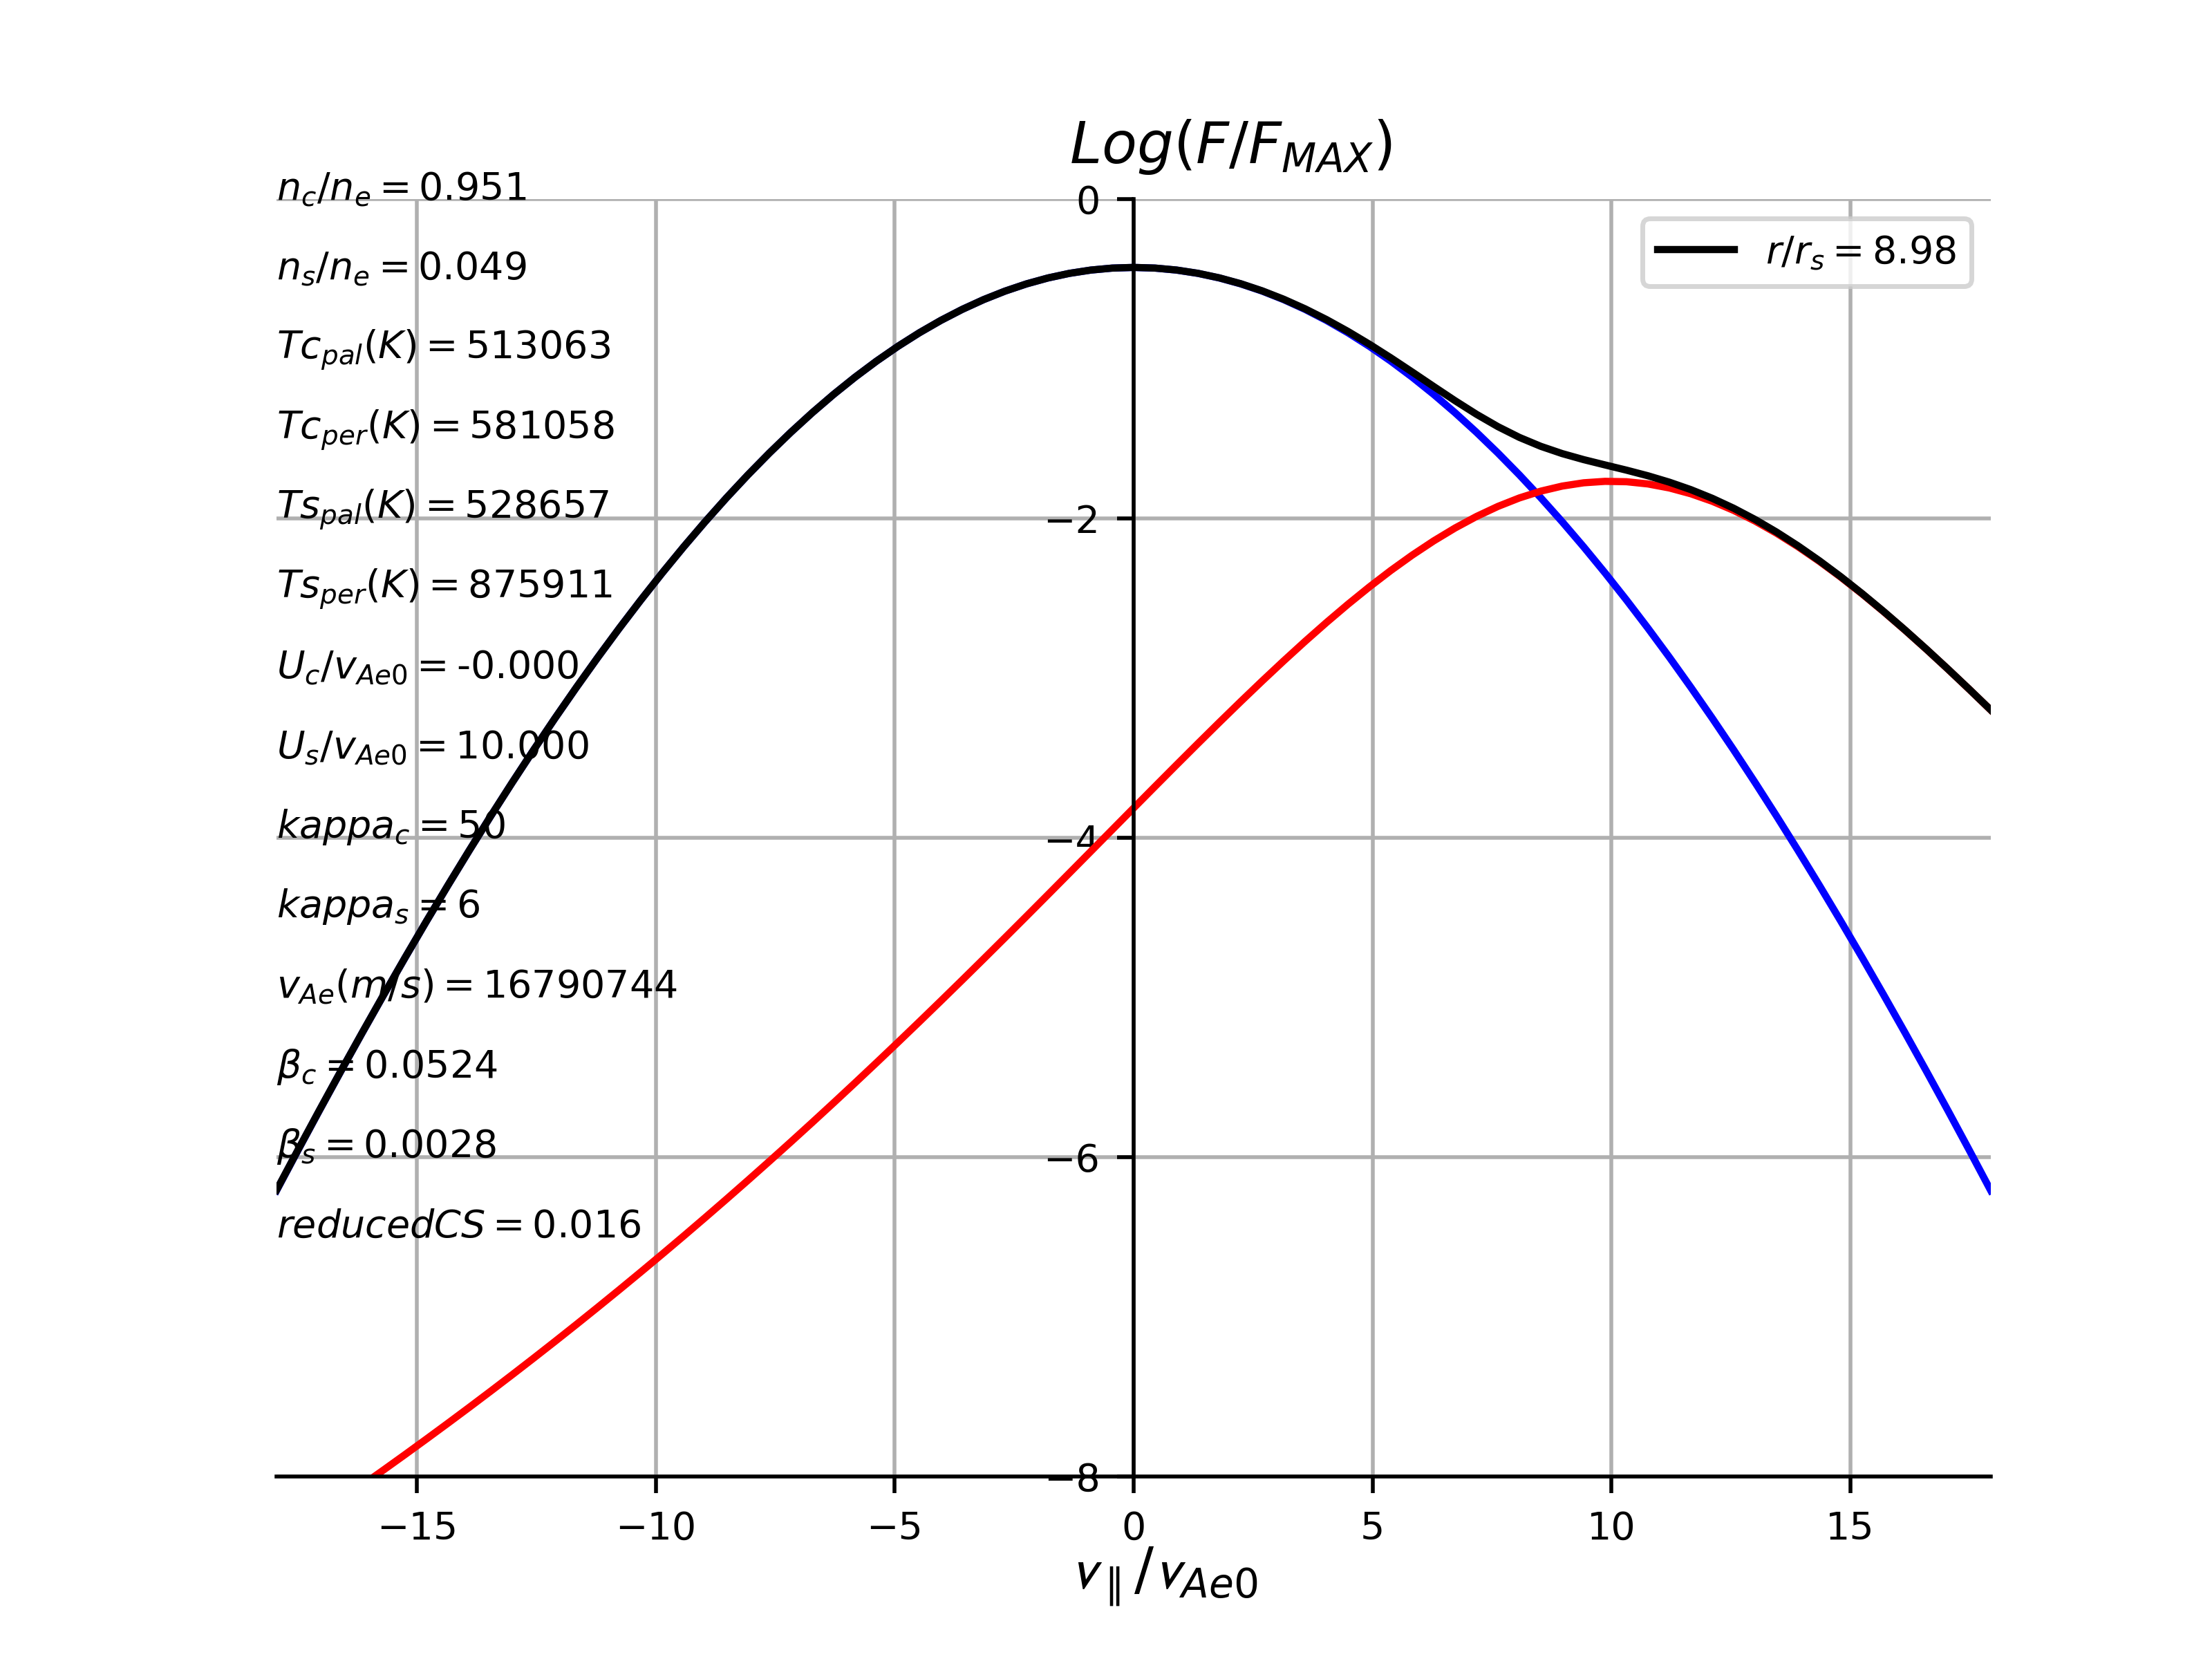 Log(F/F_MAX)
n_c/n_e = 0.951
n_s/n_e = 0.049
Tc_pal(K) = 513063
Tc_per(K) = 581058
Ts_pal(K) = 528657
Ts_per(K) = 875911
U_c/v_Ae0 = -0.000
U_s/v_Ae0 = 10.000
kappa_c = 50
kappa_s = 6
v_Ae(m/s) = 16790744
β_c = 0.0524
β_s = 0.0028
reducedCS = 0.016
r/r_s = 8.98
0
−2
−4
−6
−8
−15 −10 −5 0 5 10 15
v_∥/v_Ae0